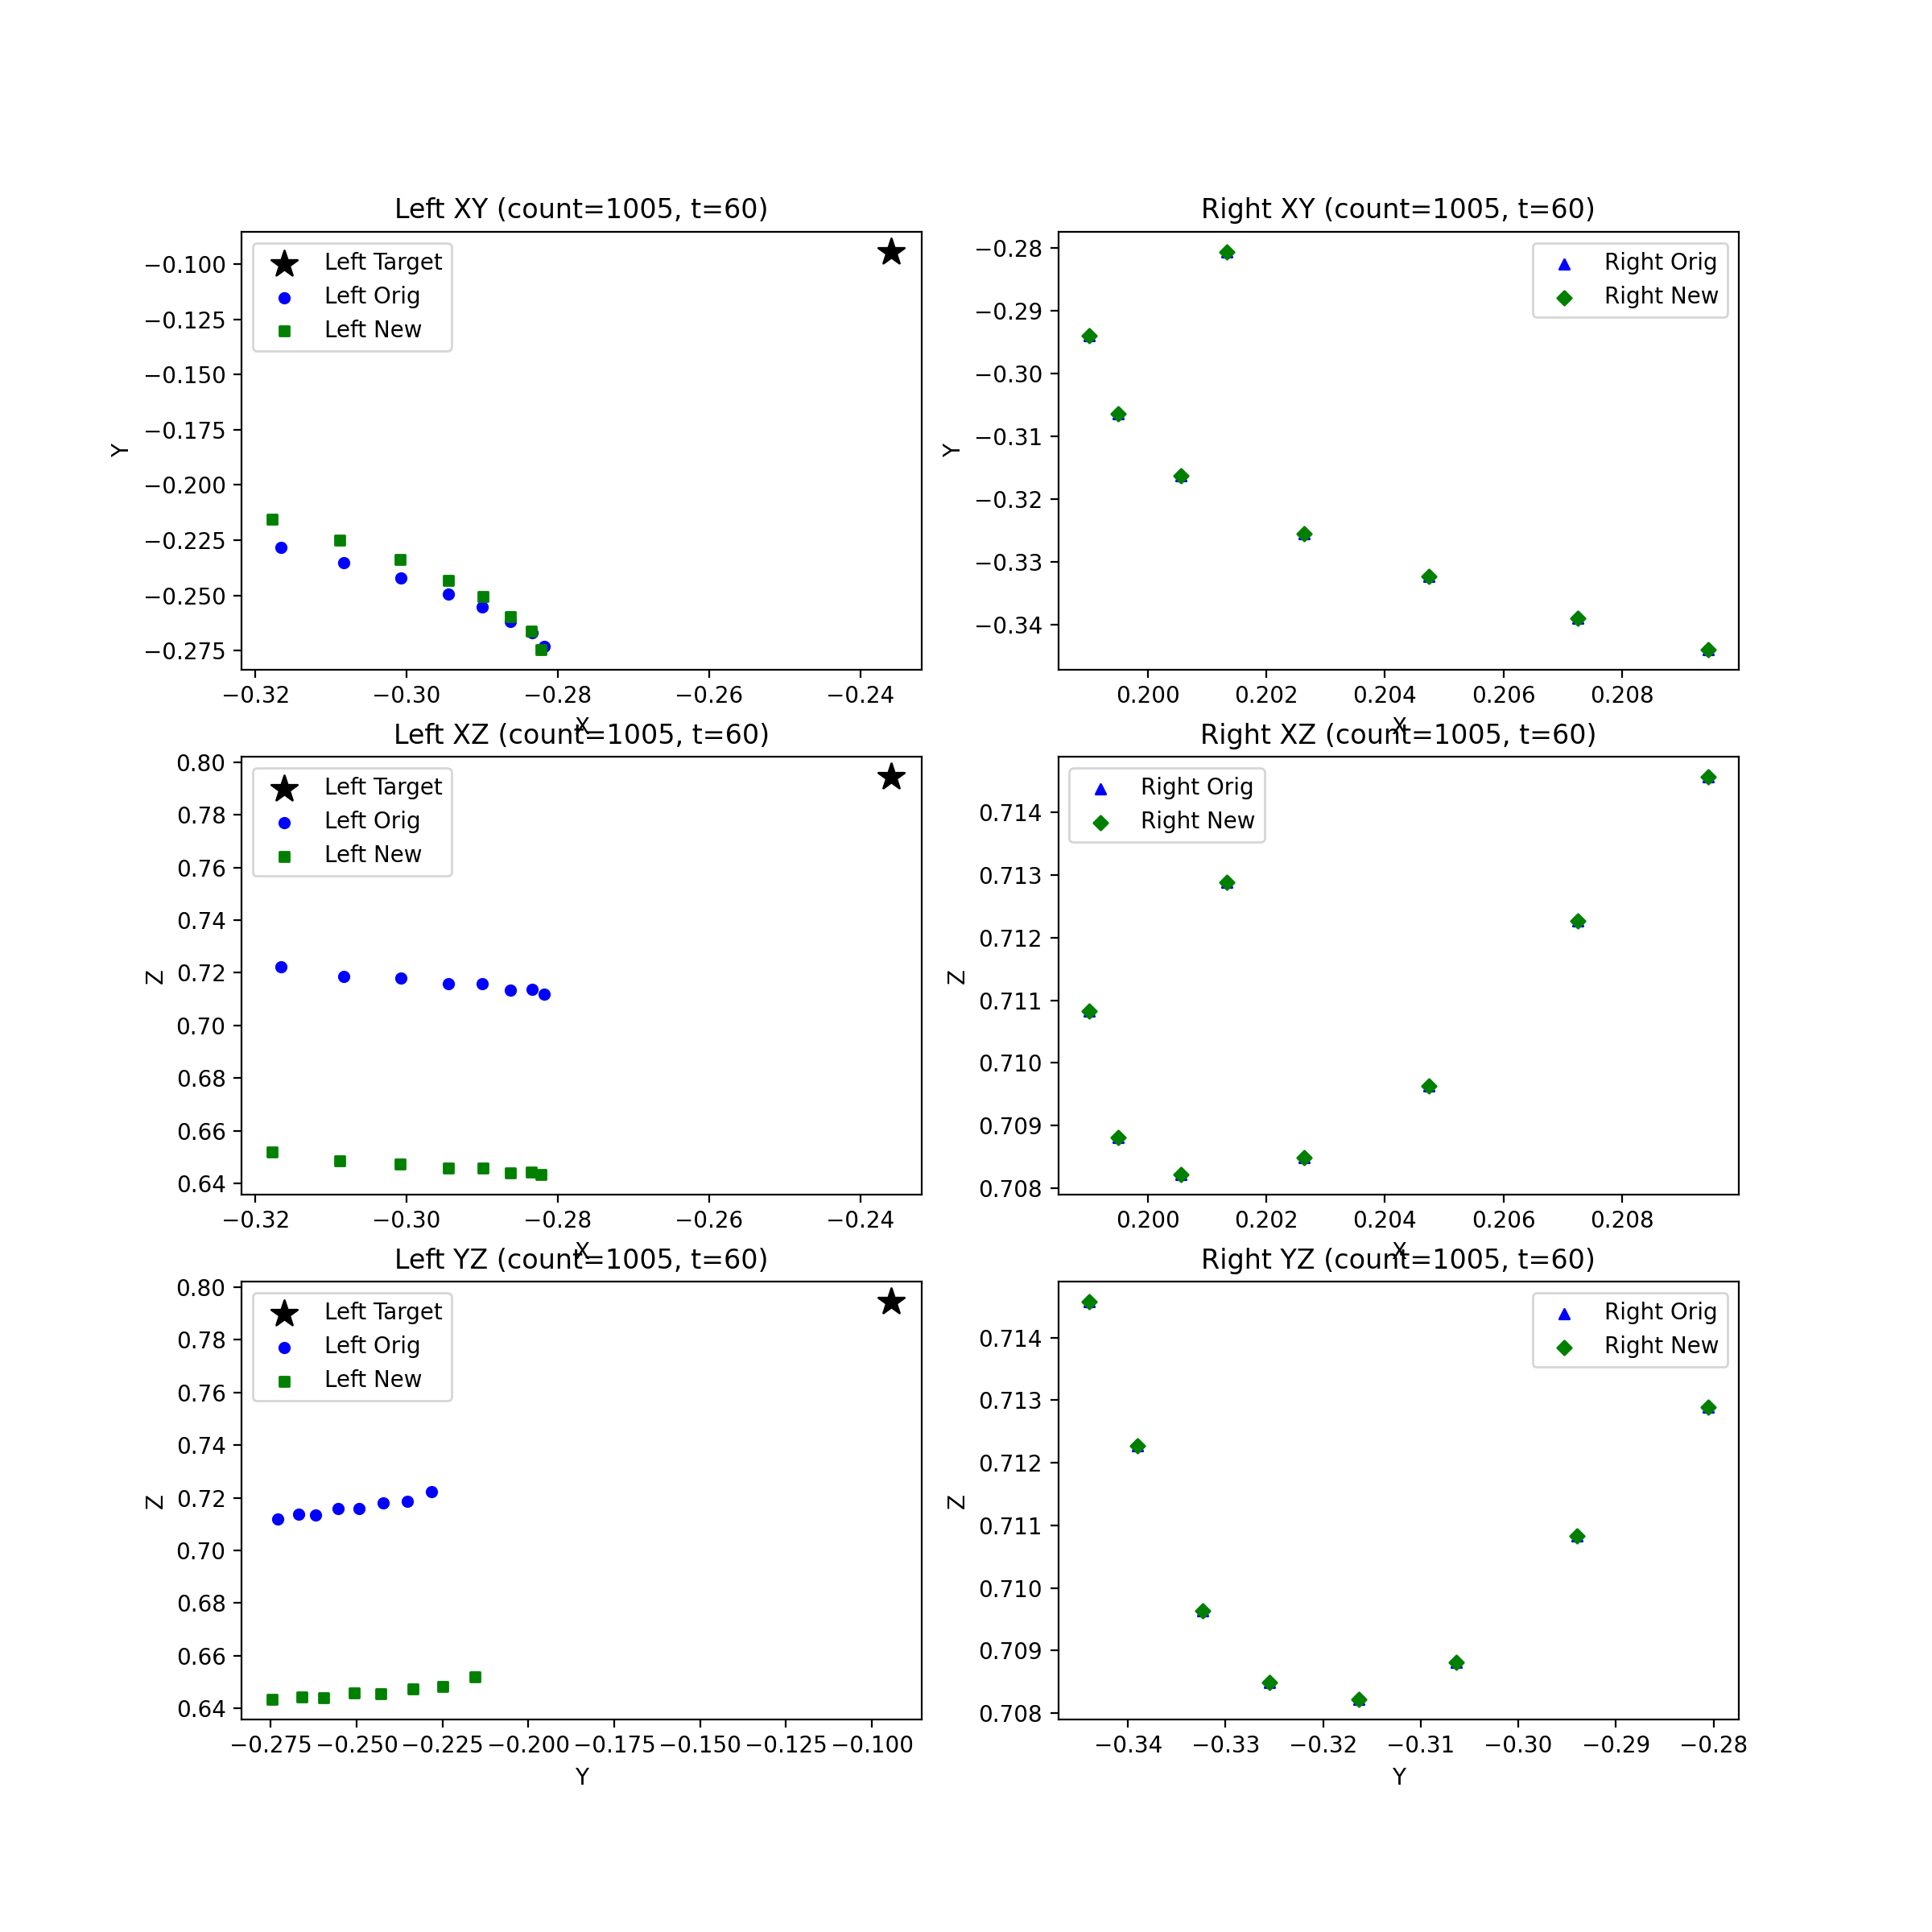 Left XY (count=1005, t=60)
Left Target
Left Orig
Left New
Y
−0.100
−0.125
−0.150
−0.175
−0.200
−0.225
−0.250
−0.275
−0.32 −0.30 −0.28 −0.26 −0.24
X
Right XY (count=1005, t=60)
Right Orig
Right New
Y
−0.28
−0.29
−0.30
−0.31
−0.32
−0.33
−0.34
0.200 0.202 0.204 0.206 0.208
X
Left XZ (count=1005, t=60)
Left Target
Left Orig
Left New
Z
0.80
0.78
0.76
0.74
0.72
0.70
0.68
0.66
0.64
−0.32 −0.30 −0.28 −0.26 −0.24
X
Right XZ (count=1005, t=60)
Right Orig
Right New
Z
0.714
0.713
0.712
0.711
0.710
0.709
0.708
0.200 0.202 0.204 0.206 0.208
X
Left YZ (count=1005, t=60)
Left Target
Left Orig
Left New
Z
0.80
0.78
0.76
0.74
0.72
0.70
0.68
0.66
0.64
−0.275 −0.250 −0.225 −0.200 −0.175 −0.150 −0.125 −0.100
Y
Right YZ (count=1005, t=60)
Right Orig
Right New
Z
0.714
0.713
0.712
0.711
0.710
0.709
0.708
−0.34 −0.33 −0.32 −0.31 −0.30 −0.29 −0.28
Y